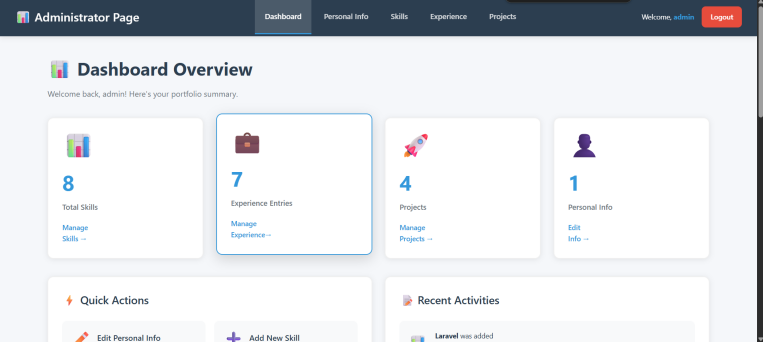 Administrator Page
Dashboard Personal Info Skills Experience Projects
Welcome, admin Logout
Dashboard Overview
Welcome back, admin! Here's your portfolio summary.
8
Total Skills
Manage
Skills →
7
Experience Entries
Manage
Experience→
4
Projects
Manage
Projects →
1
Personal Info
Edit
Info →
Quick Actions
Edit Personal Info
Add New Skill
Recent Activities
Laravel was added